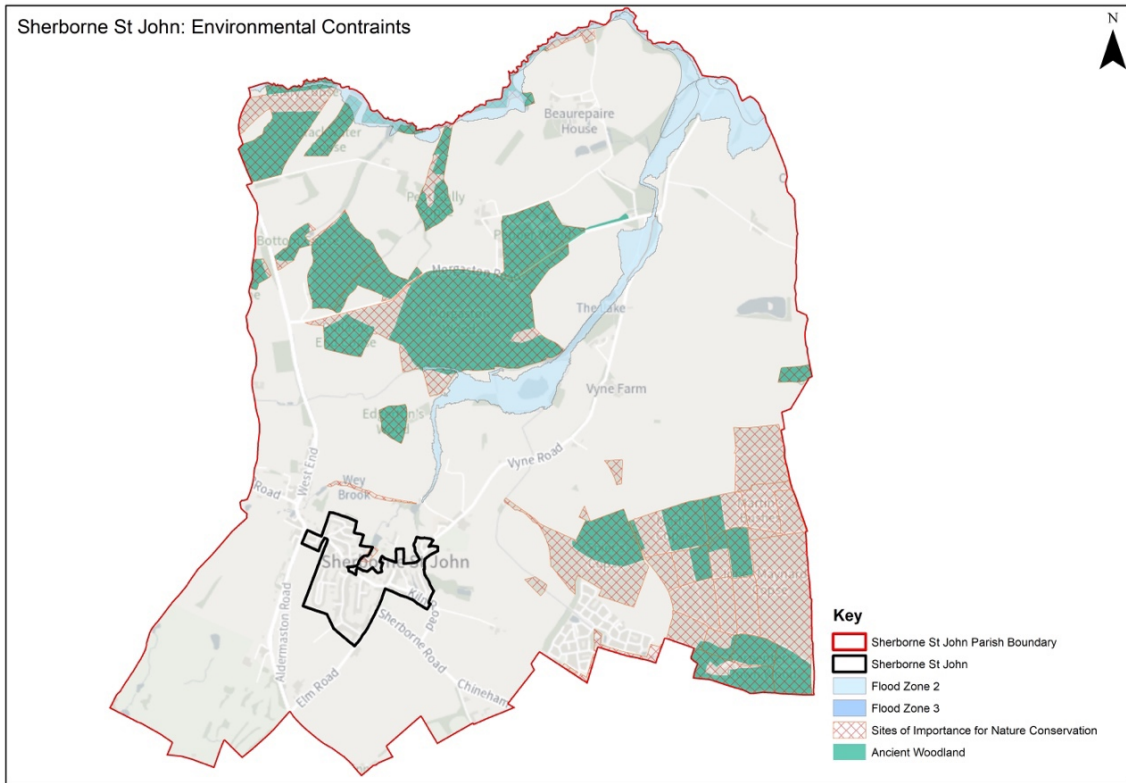 Sherborne St John: Environmental Contraints
N
Beaurepaire
House
Morgaston
The Lake
Vyne Farm
Vyne Road
West End
Wey
Brook
Road
Sherborne St John
Aldermaston Road
Sherborne Road
Elm Road
Chineham
Key
Sherborne St John Parish Boundary
Sherborne St John
Flood Zone 2
Flood Zone 3
Sites of Importance for Nature Conservation
Ancient Woodland